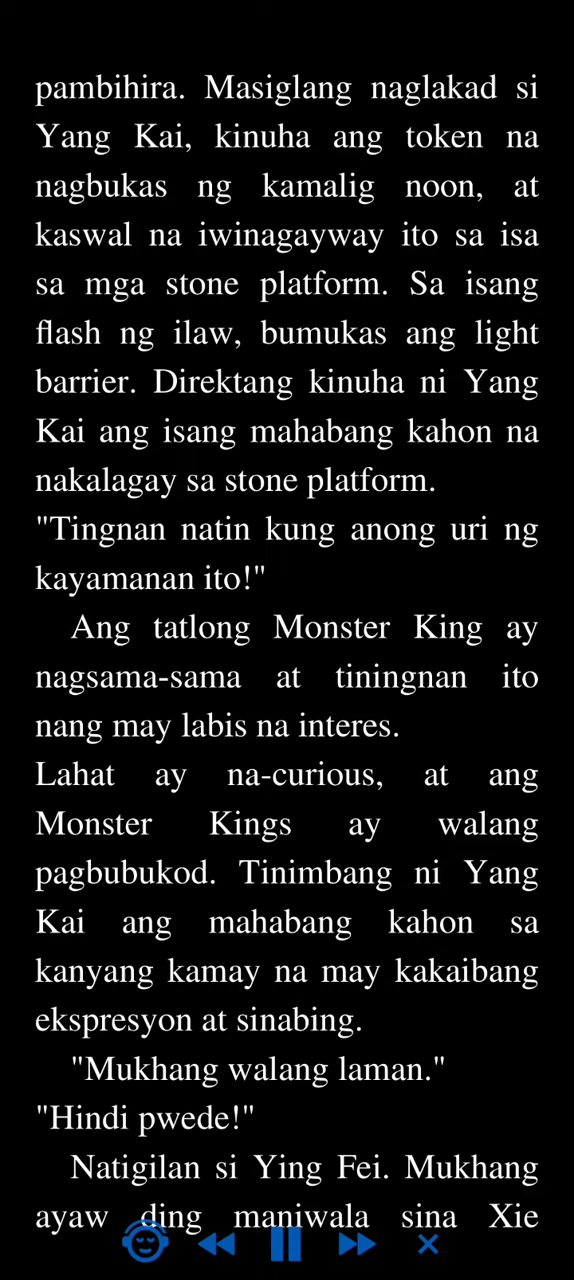 pambihira. Masiglang naglakad si
Yang Kai, kinuha ang token na
nagbukas ng kamalig noon, at
kaswal na iwinagayway ito sa isa
sa mga stone platform. Sa isang
flash ng ilaw, bumukas ang light
barrier. Direktang kinuha ni Yang
Kai ang isang mahabang kahon na
nakalagay sa stone platform.
"Tingnan natin kung anong uri ng
kayamanan ito!"
Ang tatlong Monster King ay
nagsama-sama at tiningnan ito
nang may labis na interes.
Lahat ay na-curious, at ang
Monster Kings ay walang
pagbubukod. Tinimbang ni Yang
Kai ang mahabang kahon sa
kanyang kamay na may kakaibang
ekspresyon at sinabing.
"Mukhang walang laman."
"Hindi pwede!"
Natigilan si Ying Fei. Mukhang
ayaw ding maniwala sina Xie